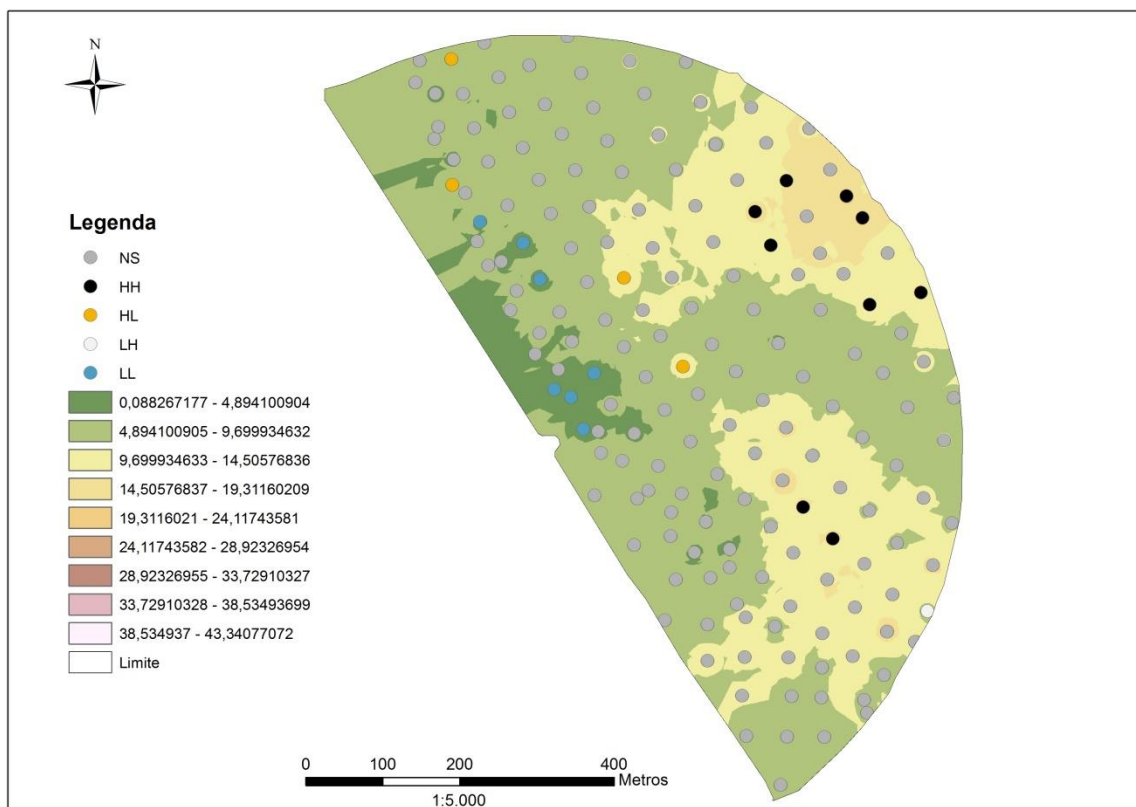 N
Legenda
NS
HH
HL
LH
LL
0,088267177 - 4,894100904
4,894100905 - 9,699934632
9,699934633 - 14,50576836
14,50576837 - 19,31160209
19,3116021 - 24,11743581
24,11743582 - 28,92326954
28,92326955 - 33,72910327
33,72910328 - 38,53493699
38,534937 - 43,34077072
Limite
0 100 200 400
Metros
1:5.000